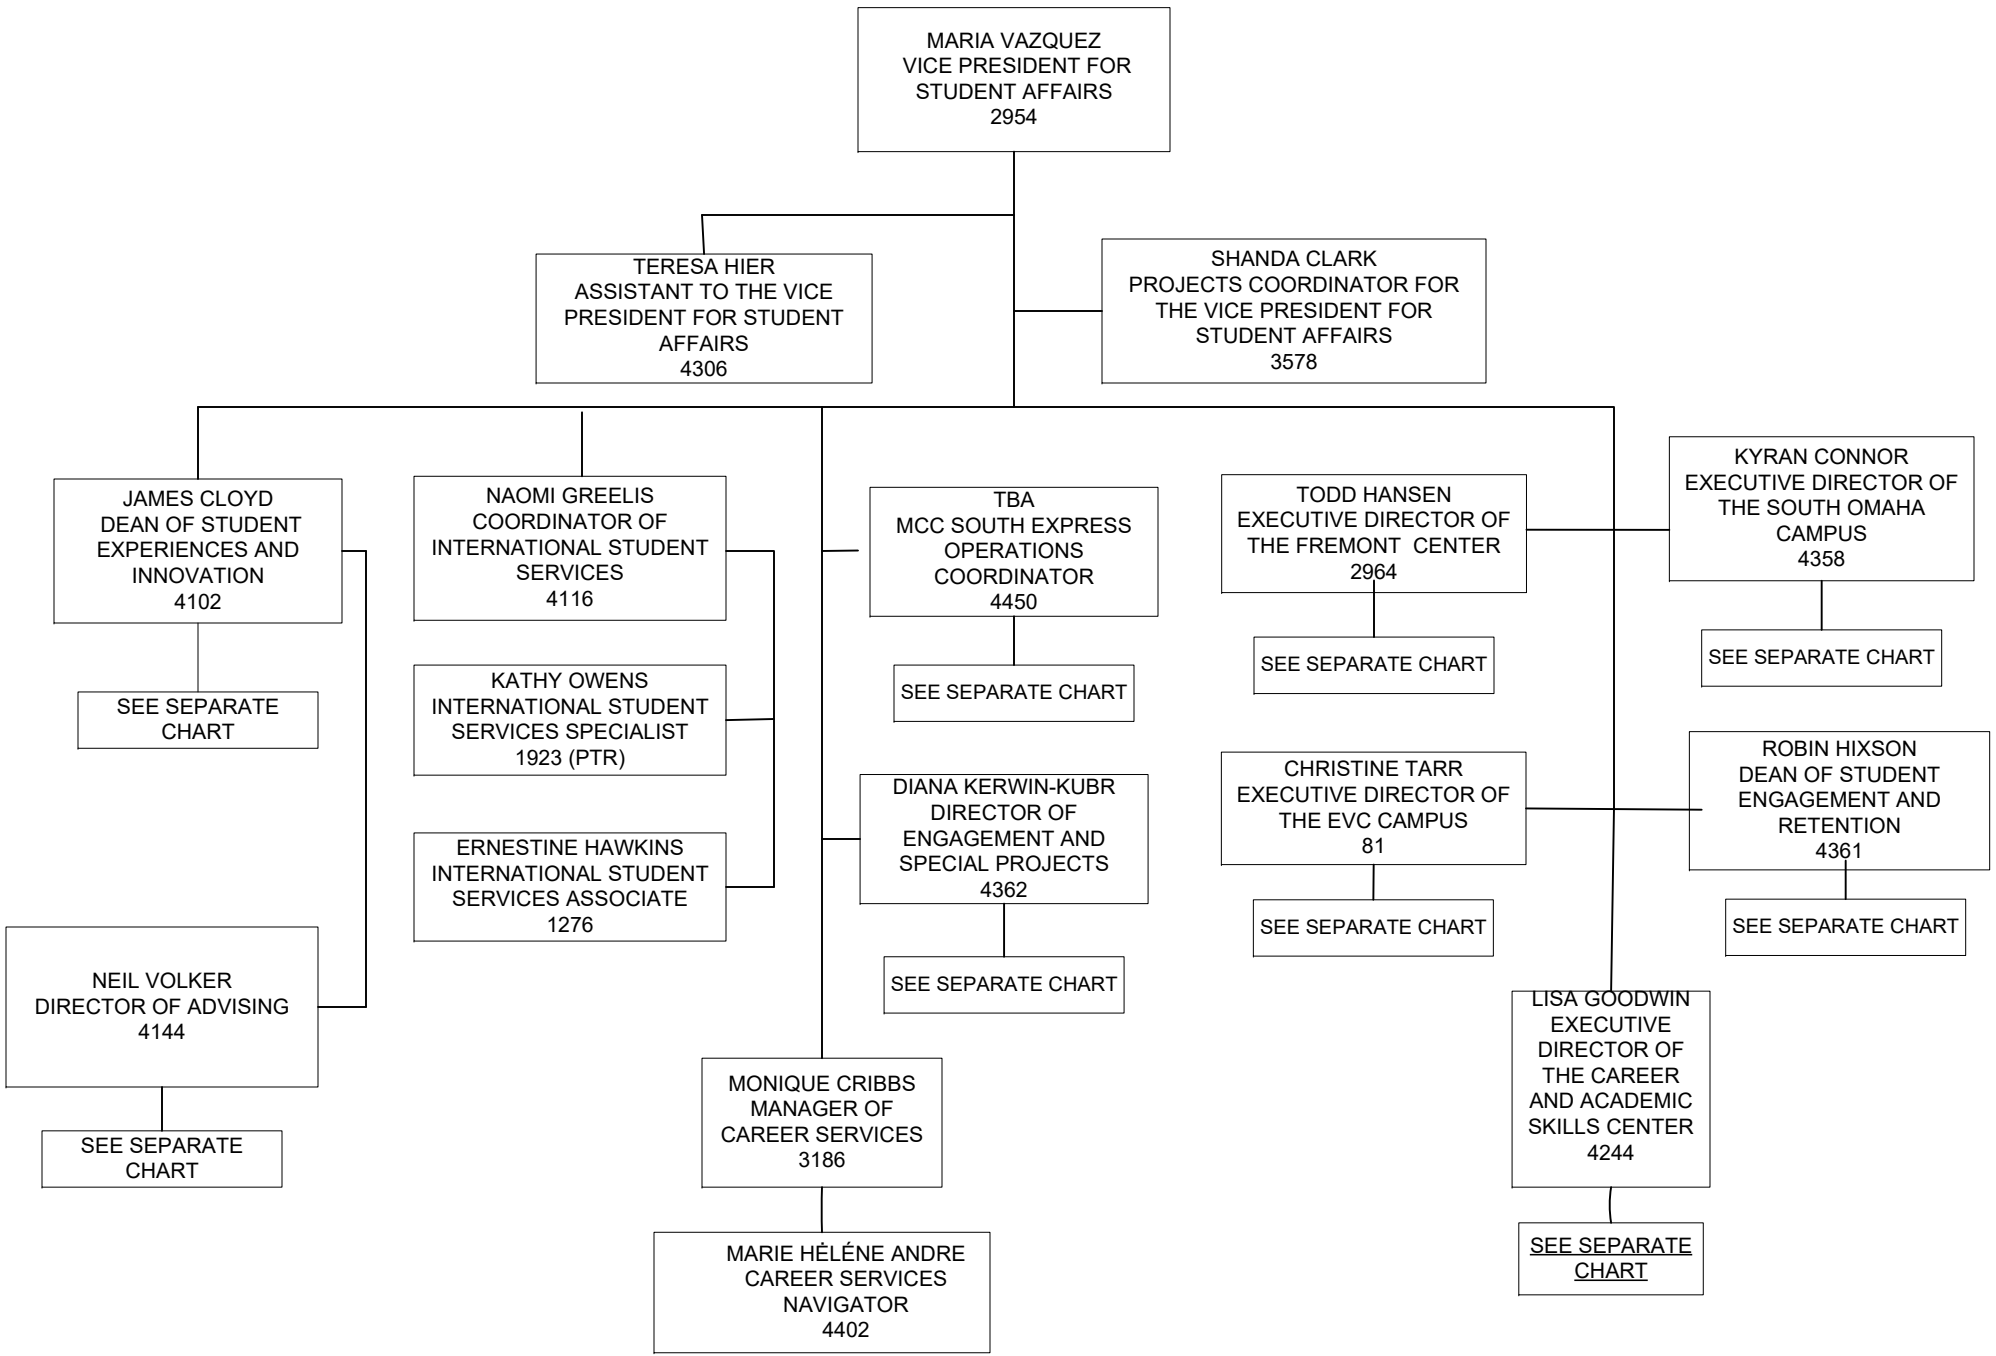 MARIA VAZQUEZ
VICE PRESIDENT FOR
STUDENT AFFAIRS
2954
TERESA HIER
ASSISTANT TO THE VICE
PRESIDENT FOR STUDENT
AFFAIRS
4306
SHANDA CLARK
PROJECTS COORDINATOR FOR
THE VICE PRESIDENT FOR
STUDENT AFFAIRS
3578
JAMES CLOYD
DEAN OF STUDENT
EXPERIENCES AND
INNOVATION
4102
SEE SEPARATE
CHART
NEIL VOLKER
DIRECTOR OF ADVISING
4144
SEE SEPARATE
CHART
NAOMI GREELIS
COORDINATOR OF
INTERNATIONAL STUDENT
SERVICES
4116
KATHY OWENS
INTERNATIONAL STUDENT
SERVICES SPECIALIST
1923 (PTR)
ERNESTINE HAWKINS
INTERNATIONAL STUDENT
SERVICES ASSOCIATE
1276
TBA
MCC SOUTH EXPRESS
OPERATIONS
COORDINATOR
4450
SEE SEPARATE CHART
DIANA KERWIN-KUBR
DIRECTOR OF
ENGAGEMENT AND
SPECIAL PROJECTS
4362
SEE SEPARATE CHART
MONIQUE CRIBBS
MANAGER OF
CAREER SERVICES
3186
MARIE HĖLÉNE ANDRE
CAREER SERVICES
NAVIGATOR
4402
TODD HANSEN
EXECUTIVE DIRECTOR OF
THE FREMONT CENTER
2964
SEE SEPARATE CHART
KYRAN CONNOR
EXECUTIVE DIRECTOR OF
THE SOUTH OMAHA
CAMPUS
4358
SEE SEPARATE CHART
CHRISTINE TARR
EXECUTIVE DIRECTOR OF
THE EVC CAMPUS
81
SEE SEPARATE CHART
ROBIN HIXSON
DEAN OF STUDENT
ENGAGEMENT AND
RETENTION
4361
SEE SEPARATE CHART
LISA GOODWIN
EXECUTIVE
DIRECTOR OF
THE CAREER
AND ACADEMIC
SKILLS CENTER
4244
SEE SEPARATE
CHART